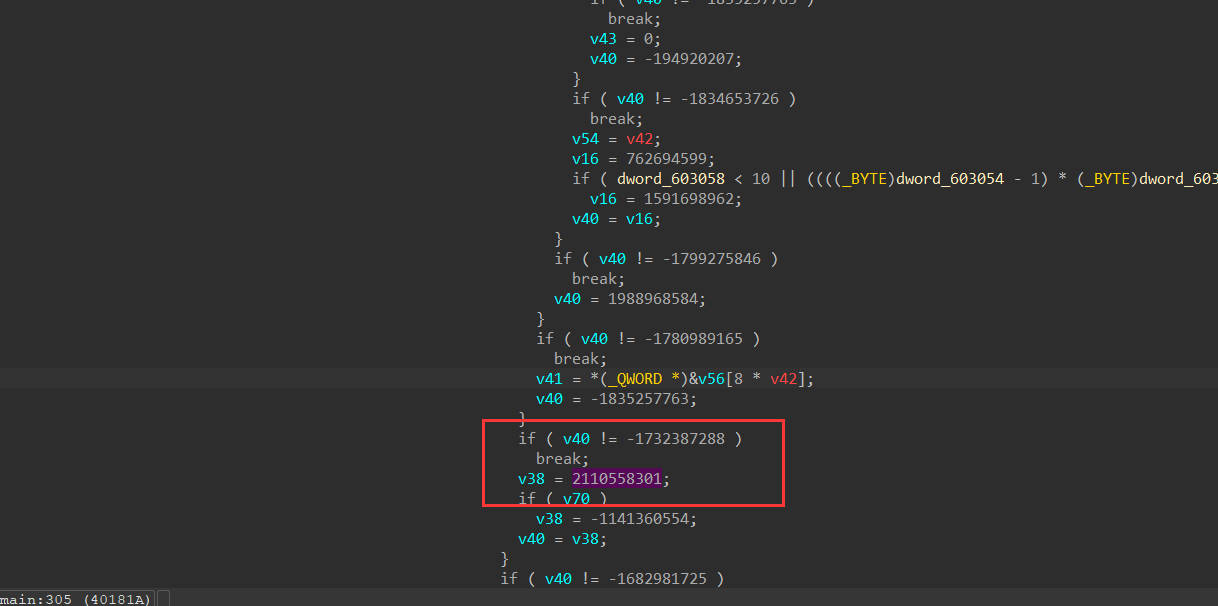 break;
v43 = 0;
v40 = -194920207;
}
if ( v40 != -1834653726 )
break;
v54 = v42;
v16 = 762694599;
if ( dword_603058 < 10 || ((((_BYTE)dword_603054 - 1) * (_BYTE)dword_603
v16 = 1591698962;
v40 = v16;
}
if ( v40 != -1799275846 )
break;
v40 = 1988968584;
}
if ( v40 != -1780989165 )
break;
v41 = *(_QWORD *)&v56[8 * v42];
v40 = -1835257763;
}
if ( v40 != -1732387288 )
break;
v38 = 2110558301;
if ( v70 )
v38 = -1141360554;
v40 = v38;
}
if ( v40 != -1682981725 )
main:305 (40181A)